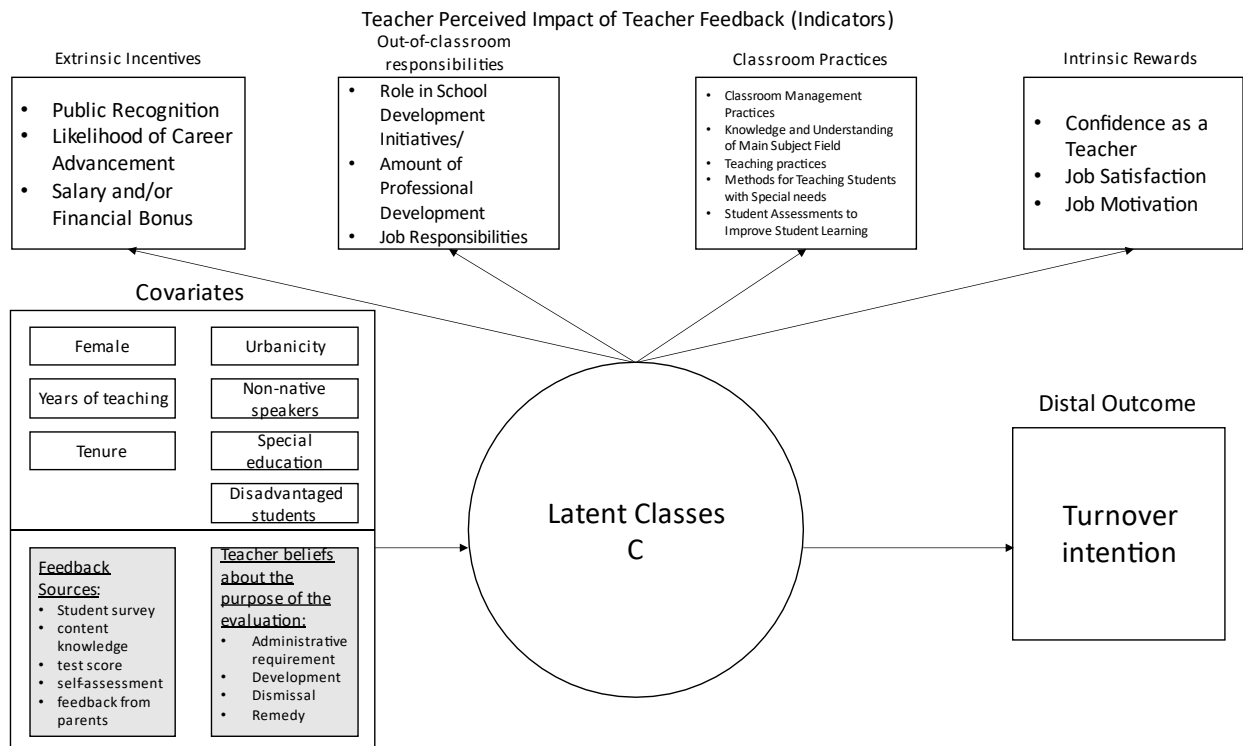 Teacher Perceived Impact of Teacher Feedback (Indicators)
Extrinsic Incentives
• Public Recognition
• Likelihood of Career
Advancement
• Salary and/or
Financial Bonus
Out-of-classroom
responsibilities
• Role in School
Development
Initiatives/
• Amount of
Professional
Development
• Job Responsibilities
Classroom Practices
• Classroom Management
Practices
• Knowledge and Understanding
of Main Subject Field
• Teaching practices
• Methods for Teaching Students
with Special needs
• Student Assessments to
Improve Student Learning
Intrinsic Rewards
• Confidence as a
Teacher
• Job Satisfaction
• Job Motivation
Covariates
Female
Years of teaching
Tenure
Urbanicity
Non-native
speakers
Special
education
Disadvantaged
students
Feedback
Sources:
• Student survey
• content
knowledge
• test score
• self-assessment
• feedback from
parents
Teacher beliefs
about the
purpose of the
evaluation:
• Administrative
requirement
• Development
• Dismissal
• Remedy
Latent Classes
C
Distal Outcome
Turnover
intention